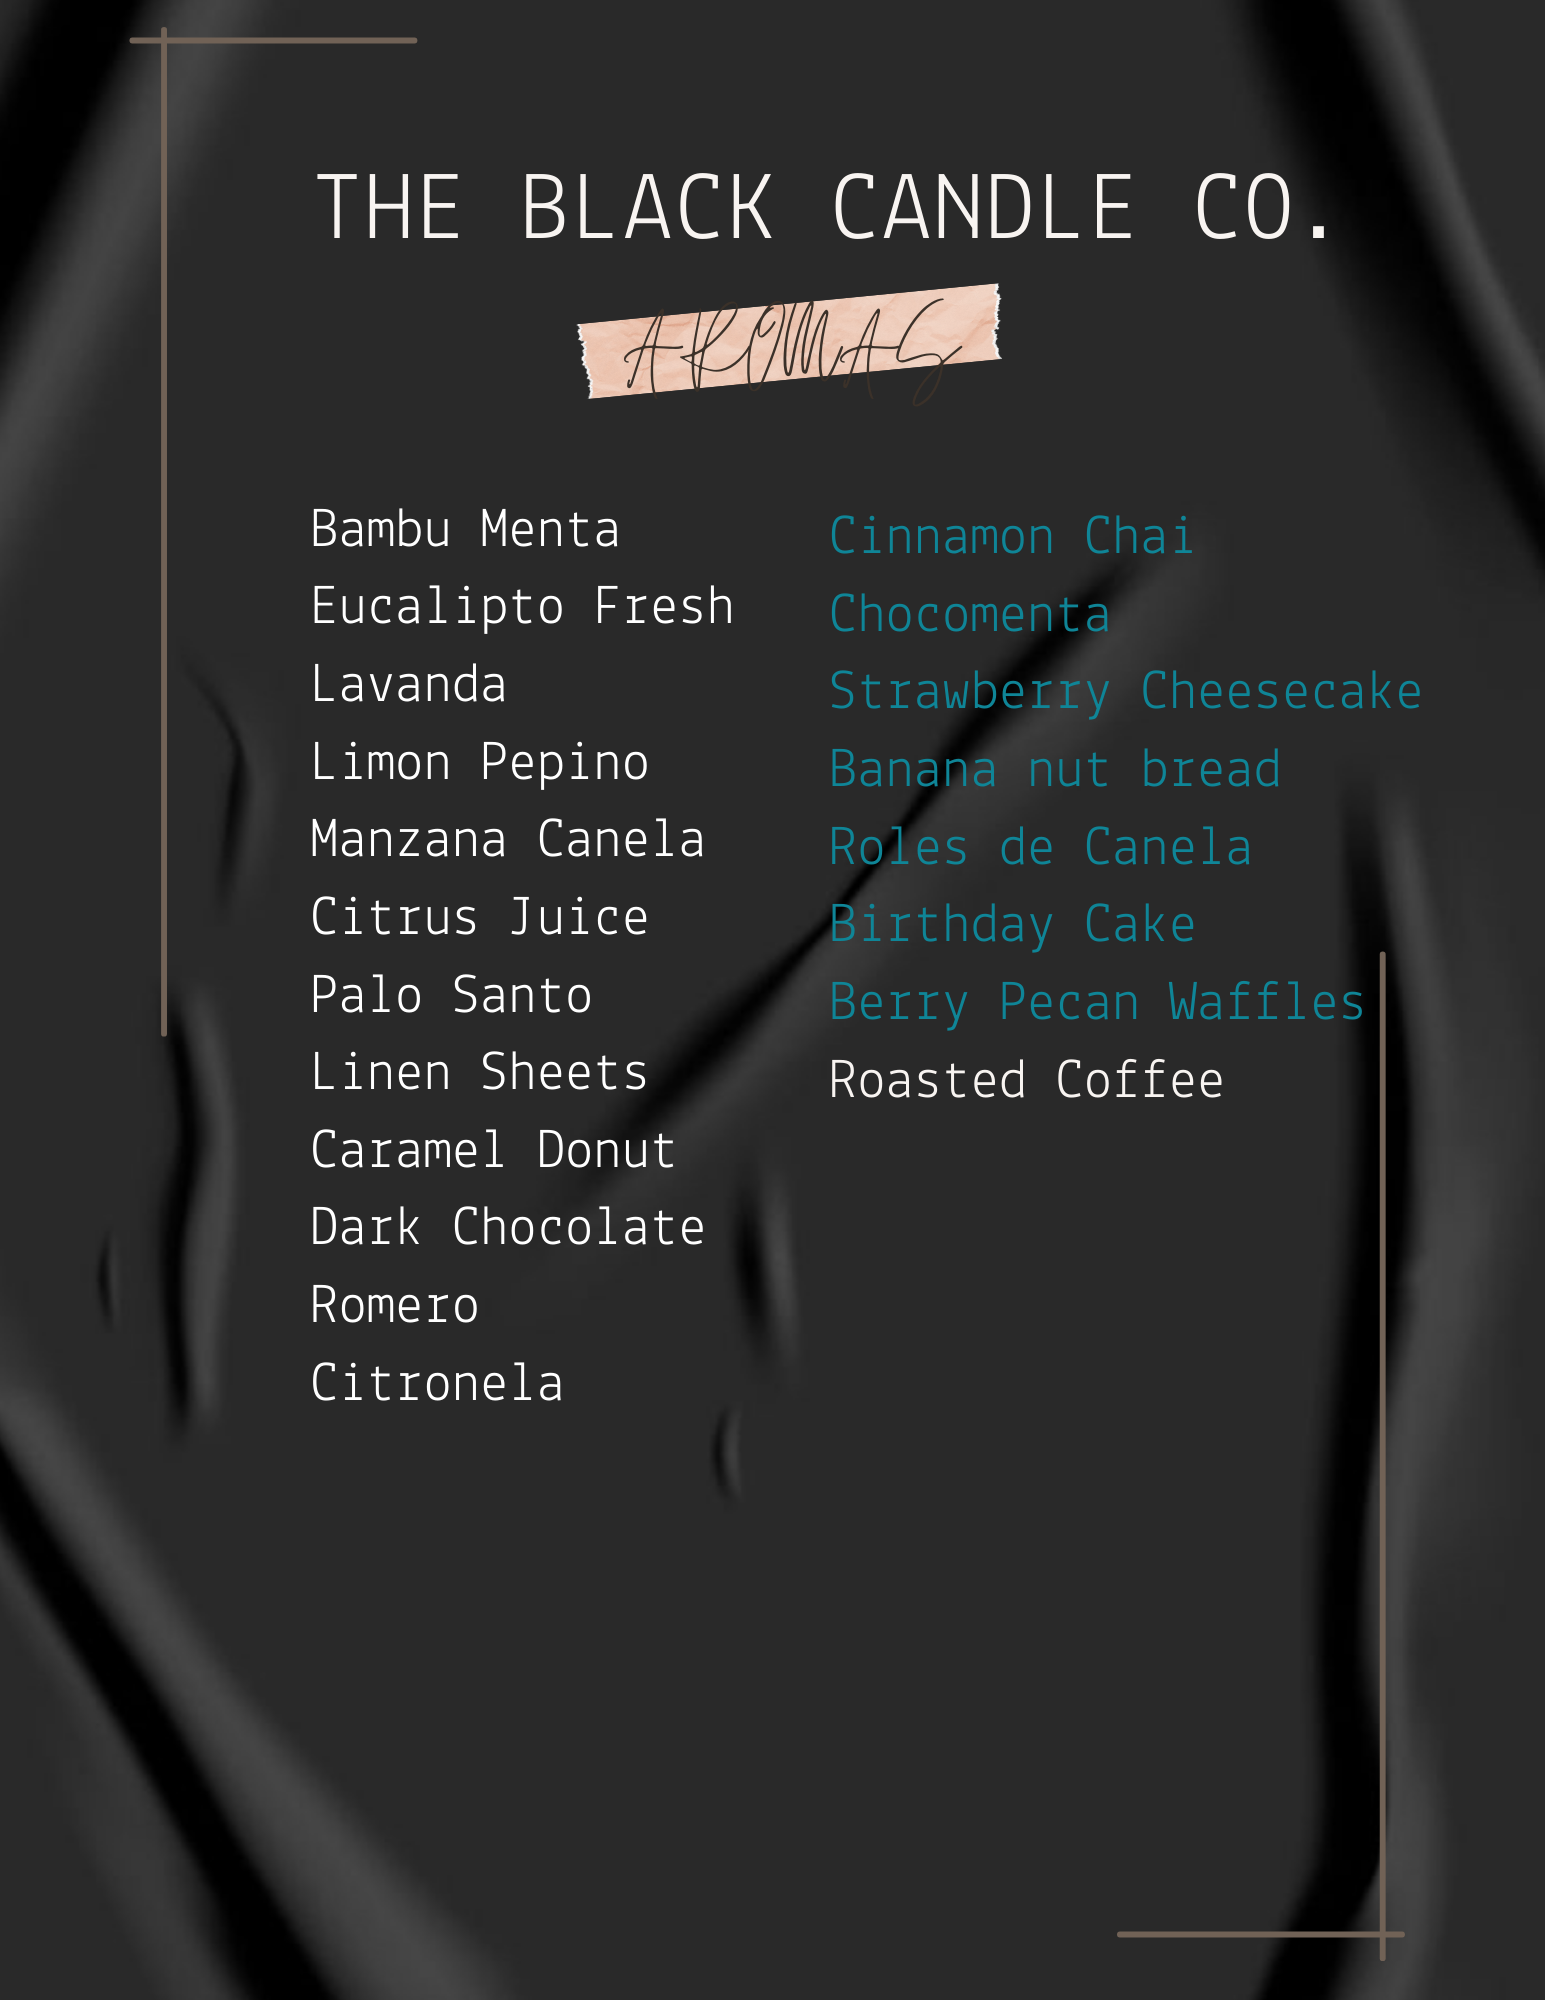 THE BLACK CANDLE CO.
AROMAS
Bambu Menta
Eucalipto Fresh
Lavanda
Limon Pepino
Manzana Canela
Citrus Juice
Palo Santo
Linen Sheets
Caramel Donut
Dark Chocolate
Romero
Citronela
Cinnamon Chai
Chocomenta
Strawberry Cheesecake
Banana nut bread
Roles de Canela
Birthday Cake
Berry Pecan Waffles
Roasted Coffee